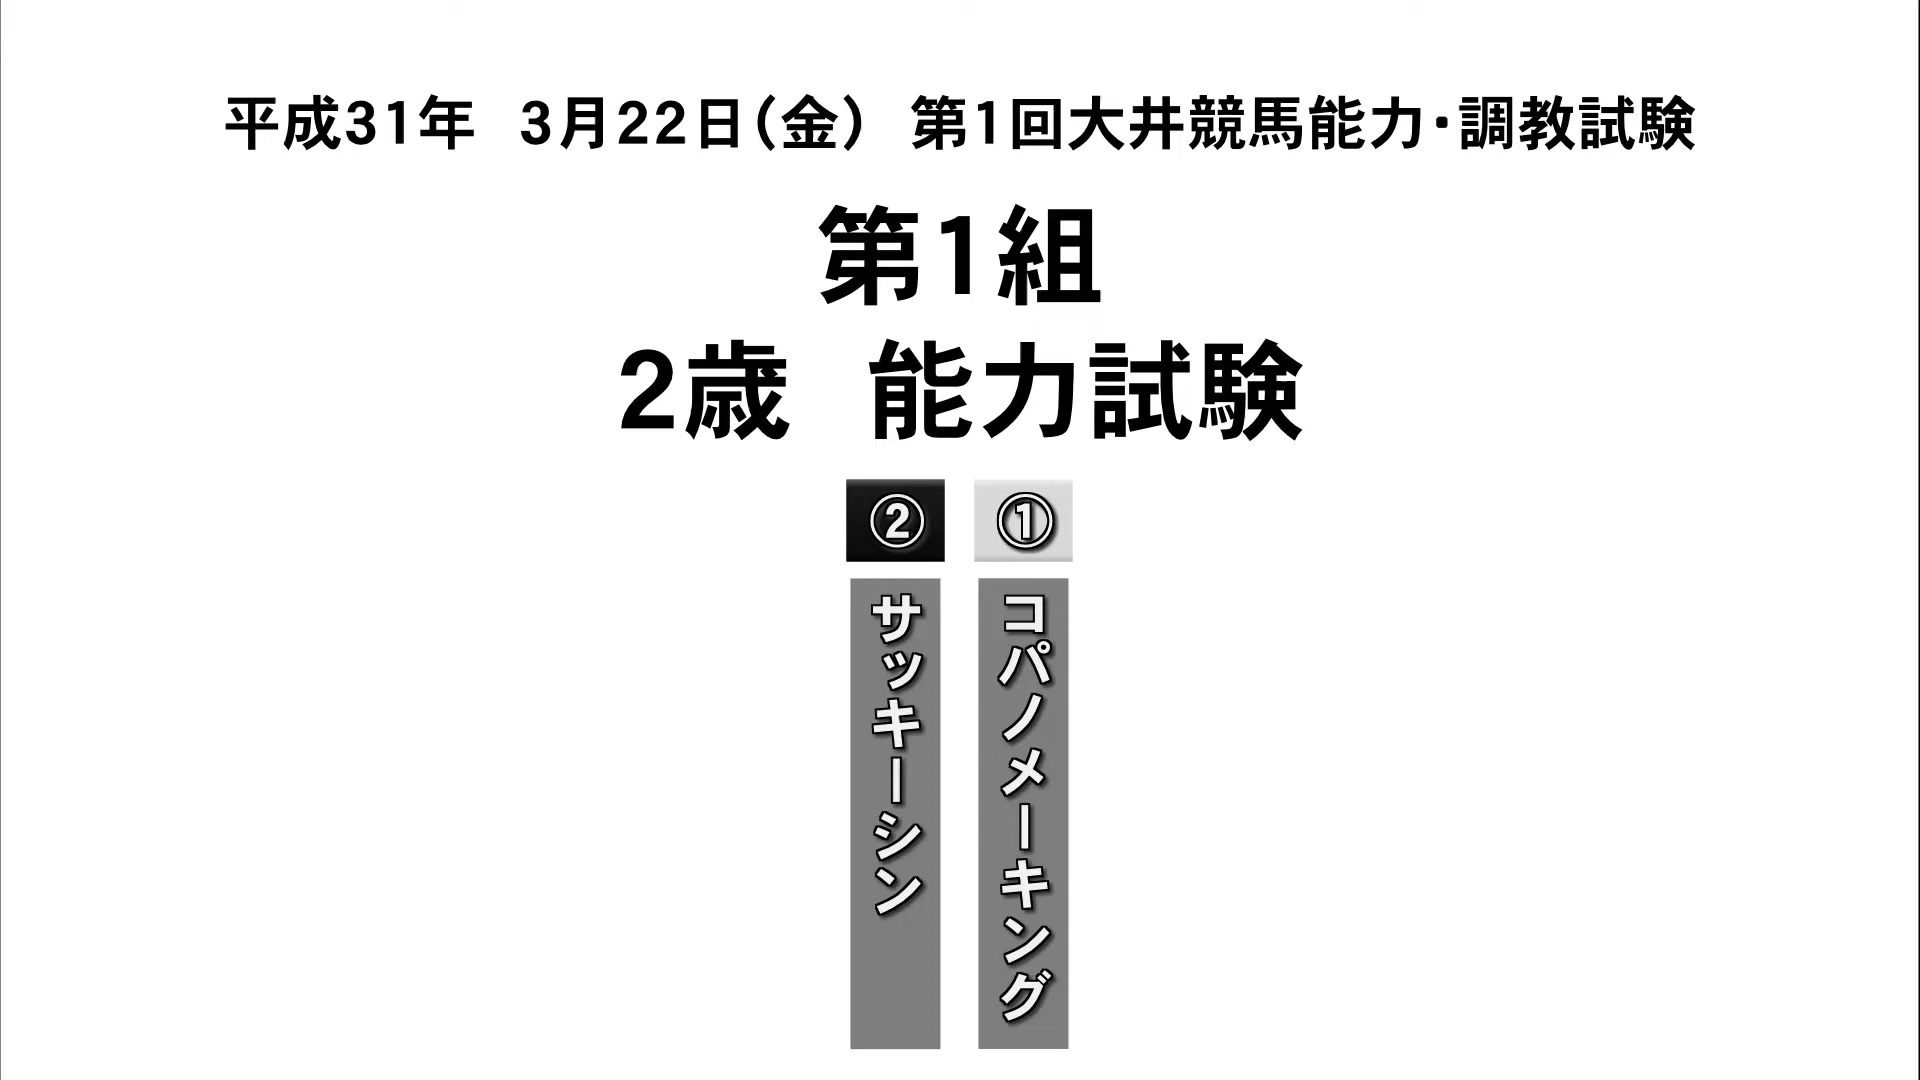 平成31年　3月22日(金)　第1回大井競馬能力・調教試験
第1組
2歳　能力試験
①
コパノメーキング
②
サッキーシン